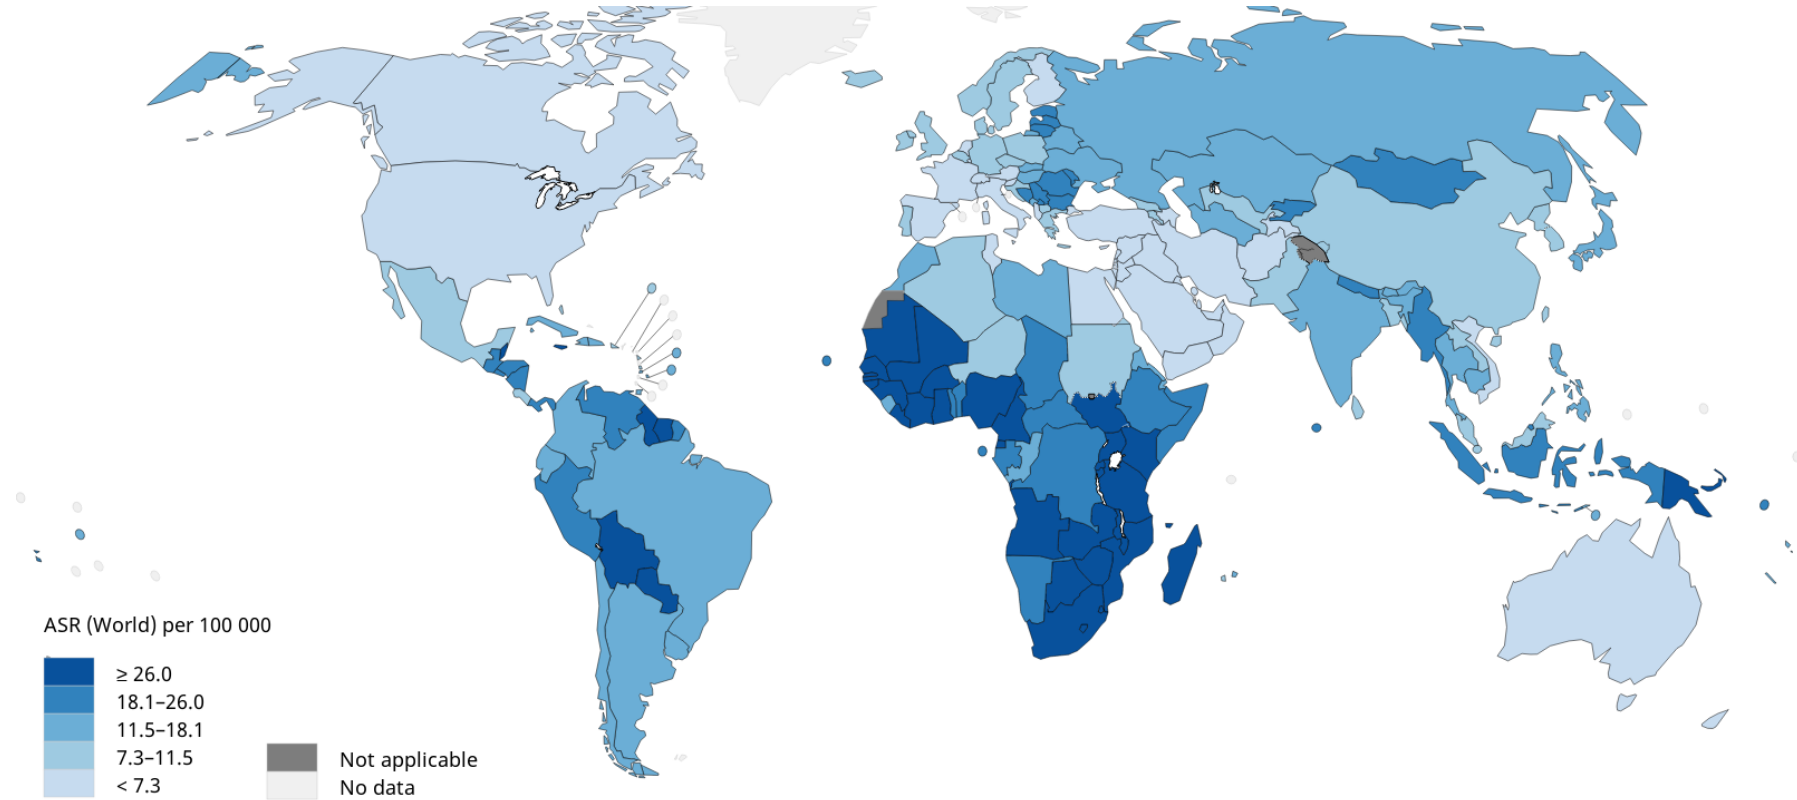 ASR (World) per 100 000
≥ 26.0
18.1–26.0
11.5–18.1
7.3–11.5
< 7.3
Not applicable
No data